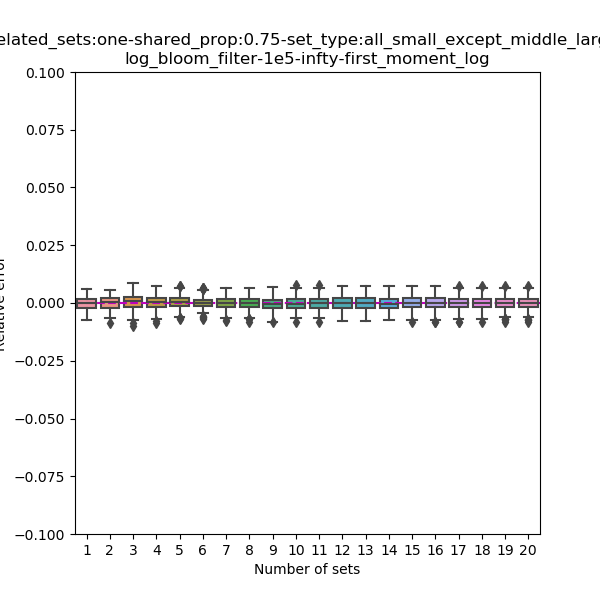 elated_sets:one-shared_prop:0.75-set_type:all_small_except_middle_larg
log_bloom_filter-1e5-infty-first_moment_log
0.100
0.075
0.050
0.025
0.000
−0.025
−0.050
−0.075
−0.100
Relative error
1 2 3 4 5 6 7 8 9 10 11 12 13 14 15 16 17 18 19 20
Number of sets